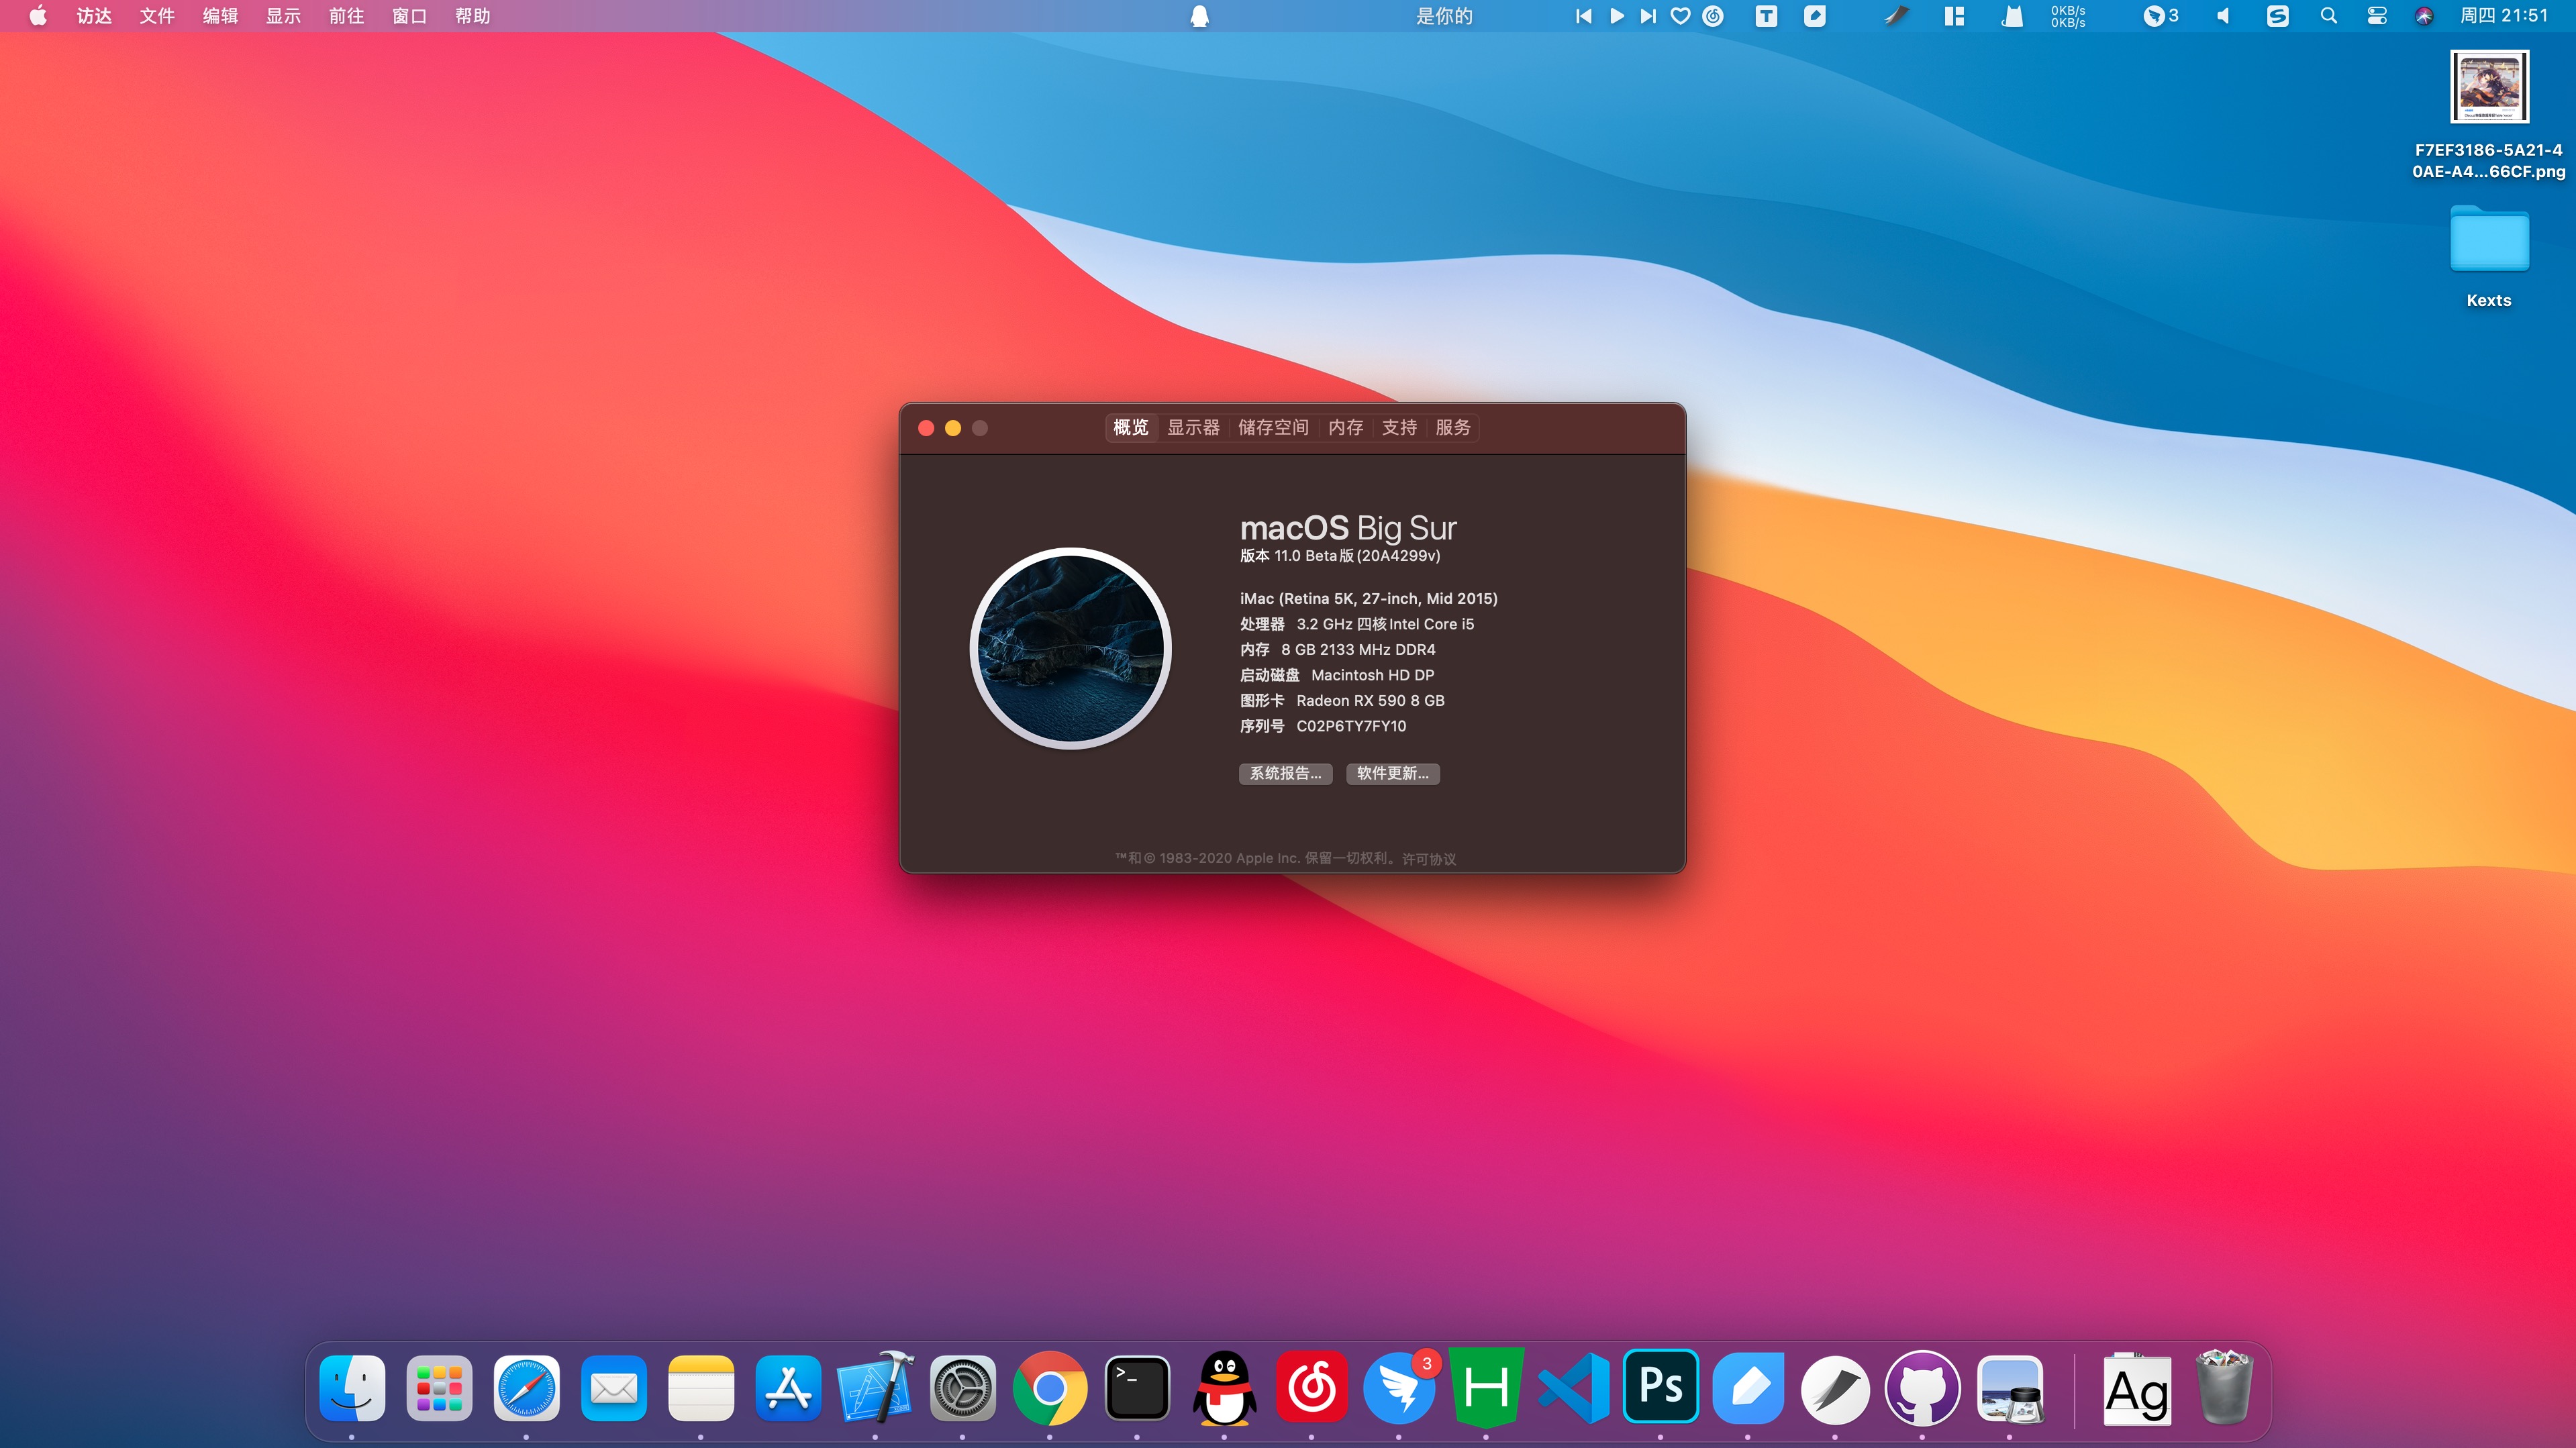 访达 文件 编辑 显示 前往 窗口 帮助 是你的 0KB/s 0KB/s 3 周四 21:51
F7EF3186-5A21-4
0AE-A4...66CF.png
Kexts
概览 显示器 储存空间 内存 支持 服务
macOS Big Sur
版本 11.0 Beta版 (20A4299v)
iMac (Retina 5K, 27-inch, Mid 2015)
处理器 3.2 GHz 四核Intel Core i5
内存 8 GB 2133 MHz DDR4
启动磁盘 Macintosh HD DP
图形卡 Radeon RX 590 8 GB
序列号 C02P6TY7FY10
系统报告... 软件更新...
™和© 1983-2020 Apple Inc. 保留一切权利。许可协议
>_ 3 H Ps Ag